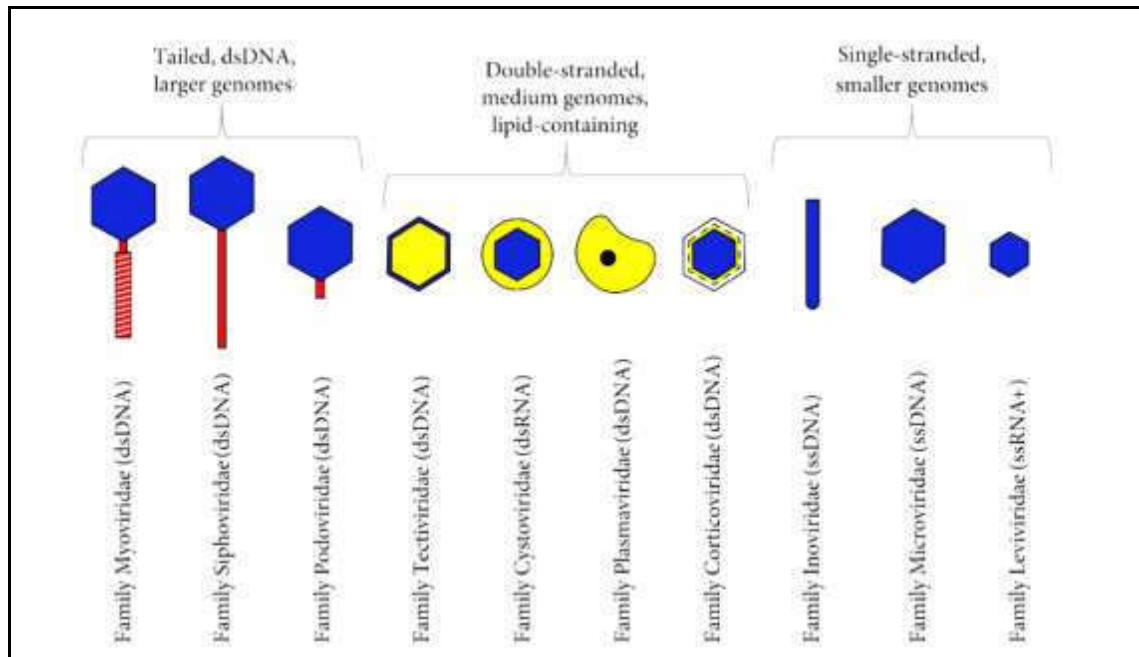 Tailed, dsDNA,
larger genomes
Double-stranded,
medium genomes,
lipid-containing
Single-stranded,
smaller genomes
Family Myoviridae (dsDNA)
Family Siphoviridae (dsDNA)
Family Podoviridae (dsDNA)
Family Tectiviridae (dsDNA)
Family Cystoviridae (dsRNA)
Family Plasmaviridae (dsDNA)
Family Corticoviridae (dsDNA)
Family Inoviridae (ssDNA)
Family Microviridae (ssDNA)
Family Leviviridae (ssRNA+)